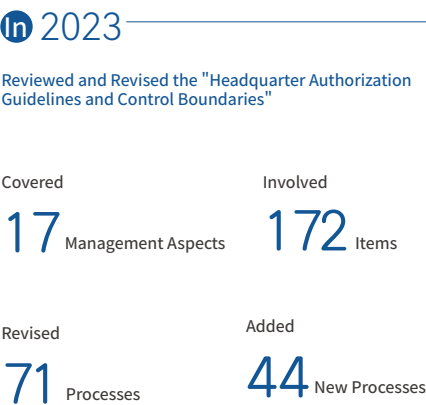 In 2023
Reviewed and Revised the "Headquarter Authorization
Guidelines and Control Boundaries"
Covered
17 Management Aspects
Involved
172 Items
Revised
71 Processes
Added
44 New Processes